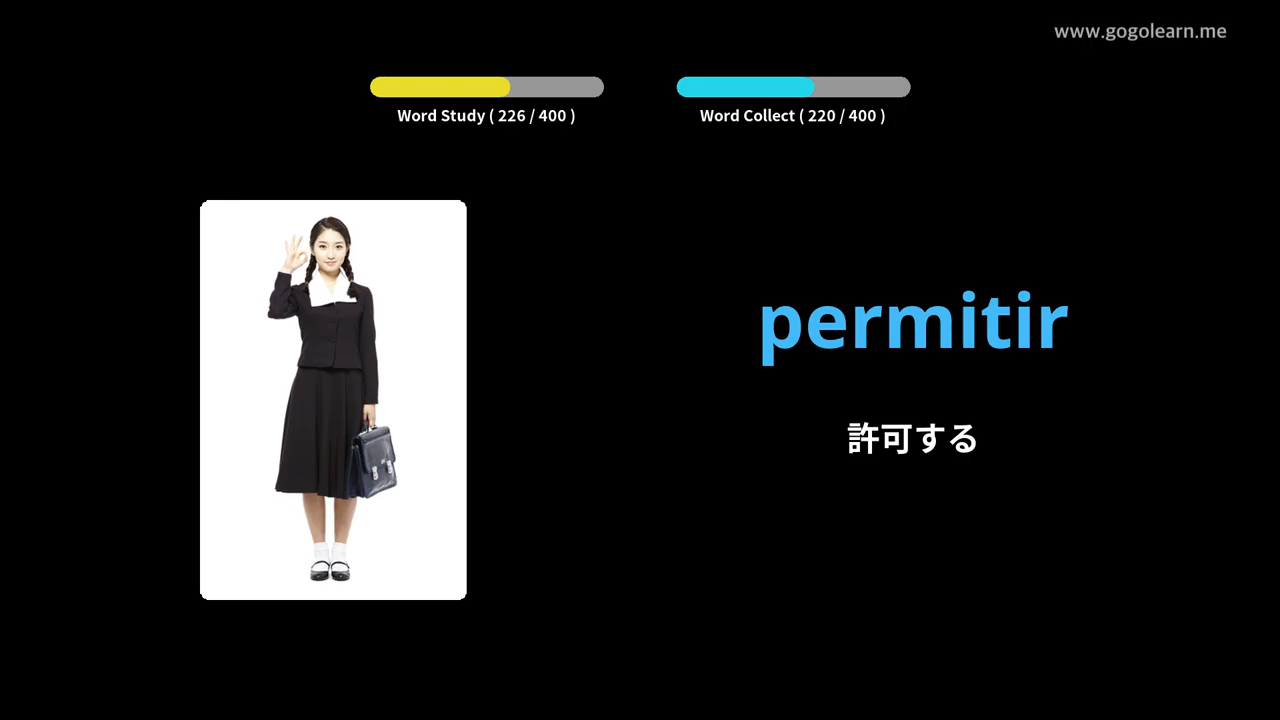 www.gogolearn.me
Word Study ( 226 / 400 )
Word Collect ( 220 / 400 )
permitir
許可する